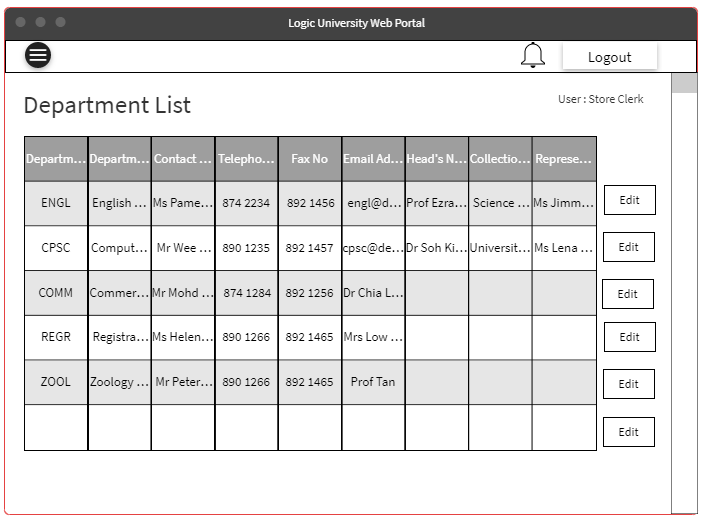 Logic University Web Portal
Logout
Department List
User : Store Clerk
Departm... Departm... Contact ... Telepho... Fax No Email Ad... Head's N... Collectio... Represe...
ENGL English ... Ms Pame... 874 2234 892 1456 engl@d... Prof Ezra... Science ... Ms Jimm... Edit
CPSC Comput... Mr Wee ... 890 1235 892 1457 cpsc@de... Dr Soh Ki... Universit... Ms Lena ... Edit
COMM Commer... Mr Mohd ... 874 1284 892 1256 Dr Chia L... Edit
REGR Registra... Ms Helen... 890 1266 892 1465 Mrs Low ... Edit
ZOOL Zoology ... Mr Peter... 890 1266 892 1465 Prof Tan Edit
Edit